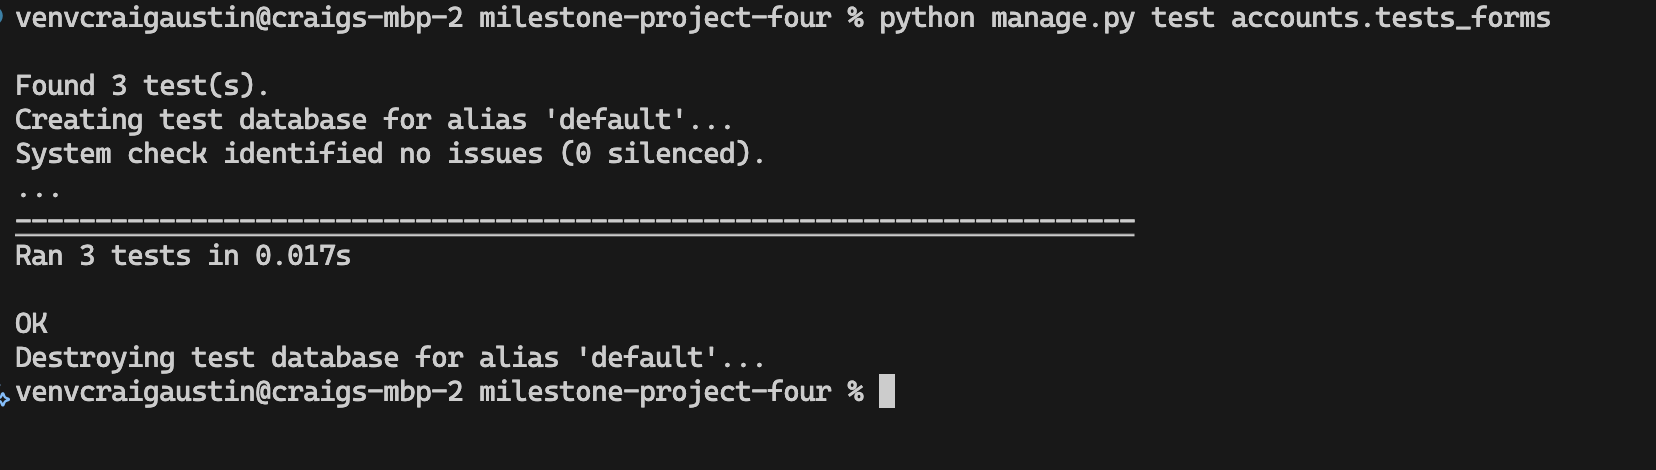 venvcraigaustin@craigs-mbp-2 milestone-project-four % python manage.py test accounts.tests_forms
Found 3 test(s).
Creating test database for alias 'default'...
System check identified no issues (0 silenced).
...
----------------------------------------------------------------------
Ran 3 tests in 0.017s
OK
Destroying test database for alias 'default'...
venvcraigaustin@craigs-mbp-2 milestone-project-four %